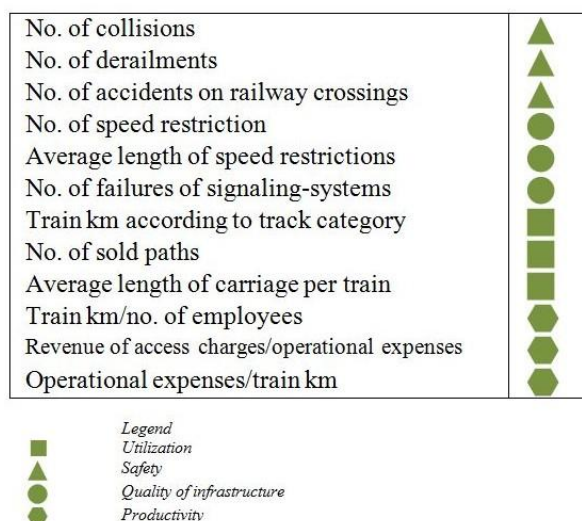 No. of collisions
No. of derailments
No. of accidents on railway crossings
No. of speed restriction
Average length of speed restrictions
No. of failures of signaling-systems
Train km according to track category
No. of sold paths
Average length of carriage per train
Train km/no. of employees
Revenue of access charges/operational expenses
Operational expenses/train km
Legend
Utilization
Safety
Quality of infrastructure
Productivity